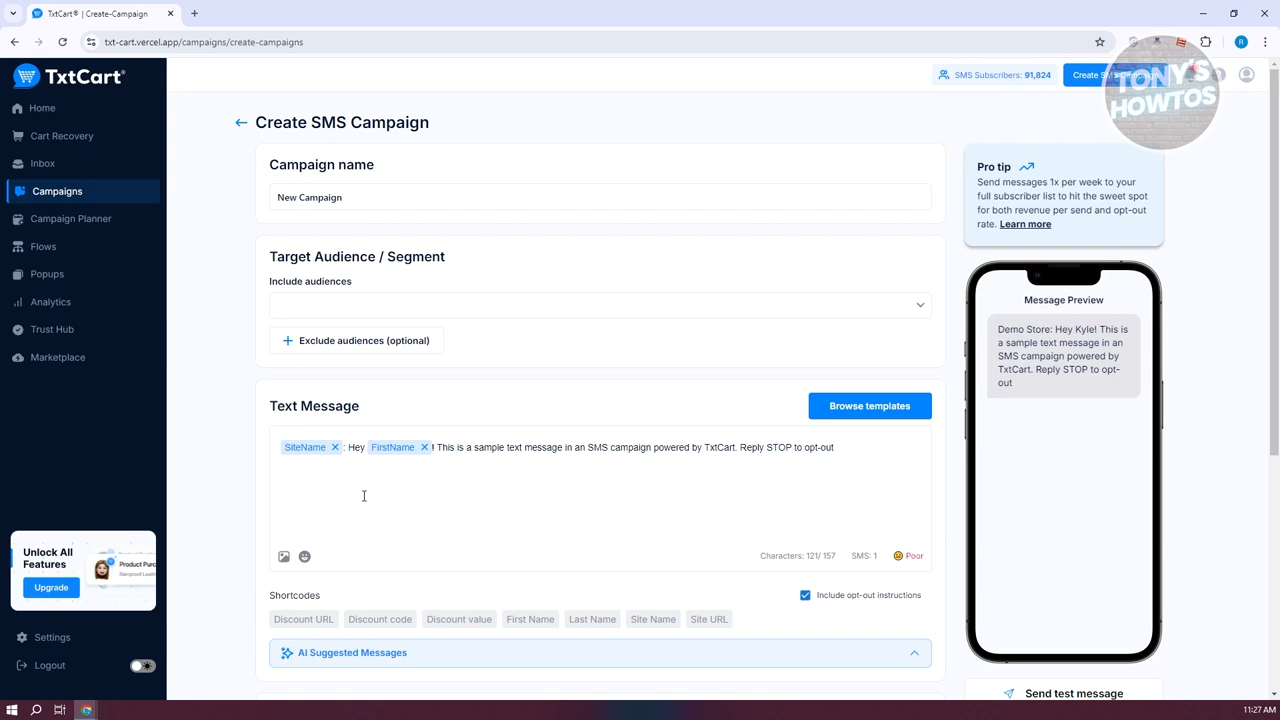 TxtCart® | Create-Campaign
txt-cart.vercel.app/campaigns/create-campaigns
TxtCart®
SMS Subscribers: 91,824
Create SMS Campaign
TONY'S
HOWTOS
Home
Cart Recovery
Inbox
Campaigns
Campaign Planner
Flows
Popups
Analytics
Trust Hub
Marketplace
Unlock All
Features
Upgrade
Product Purc
Settings
Logout
Create SMS Campaign
Campaign name
New Campaign
Target Audience / Segment
Include audiences
Exclude audiences (optional)
Text Message
Browse templates
SiteName : Hey FirstName ! This is a sample text message in an SMS campaign powered by TxtCart. Reply STOP to opt-out
Characters: 121/ 157
SMS: 1
Poor
Shortcodes
Include opt-out instructions
Discount URL
Discount code
Discount value
First Name
Last Name
Site Name
Site URL
AI Suggested Messages
Pro tip
Send messages 1x per week to your
full subscriber list to hit the sweet spot
for both revenue per send and opt-out
rate. Learn more
Message Preview
Demo Store: Hey Kyle! This is
a sample text message in an
SMS campaign powered by
TxtCart. Reply STOP to opt-
out
Send test message
11:27 AM